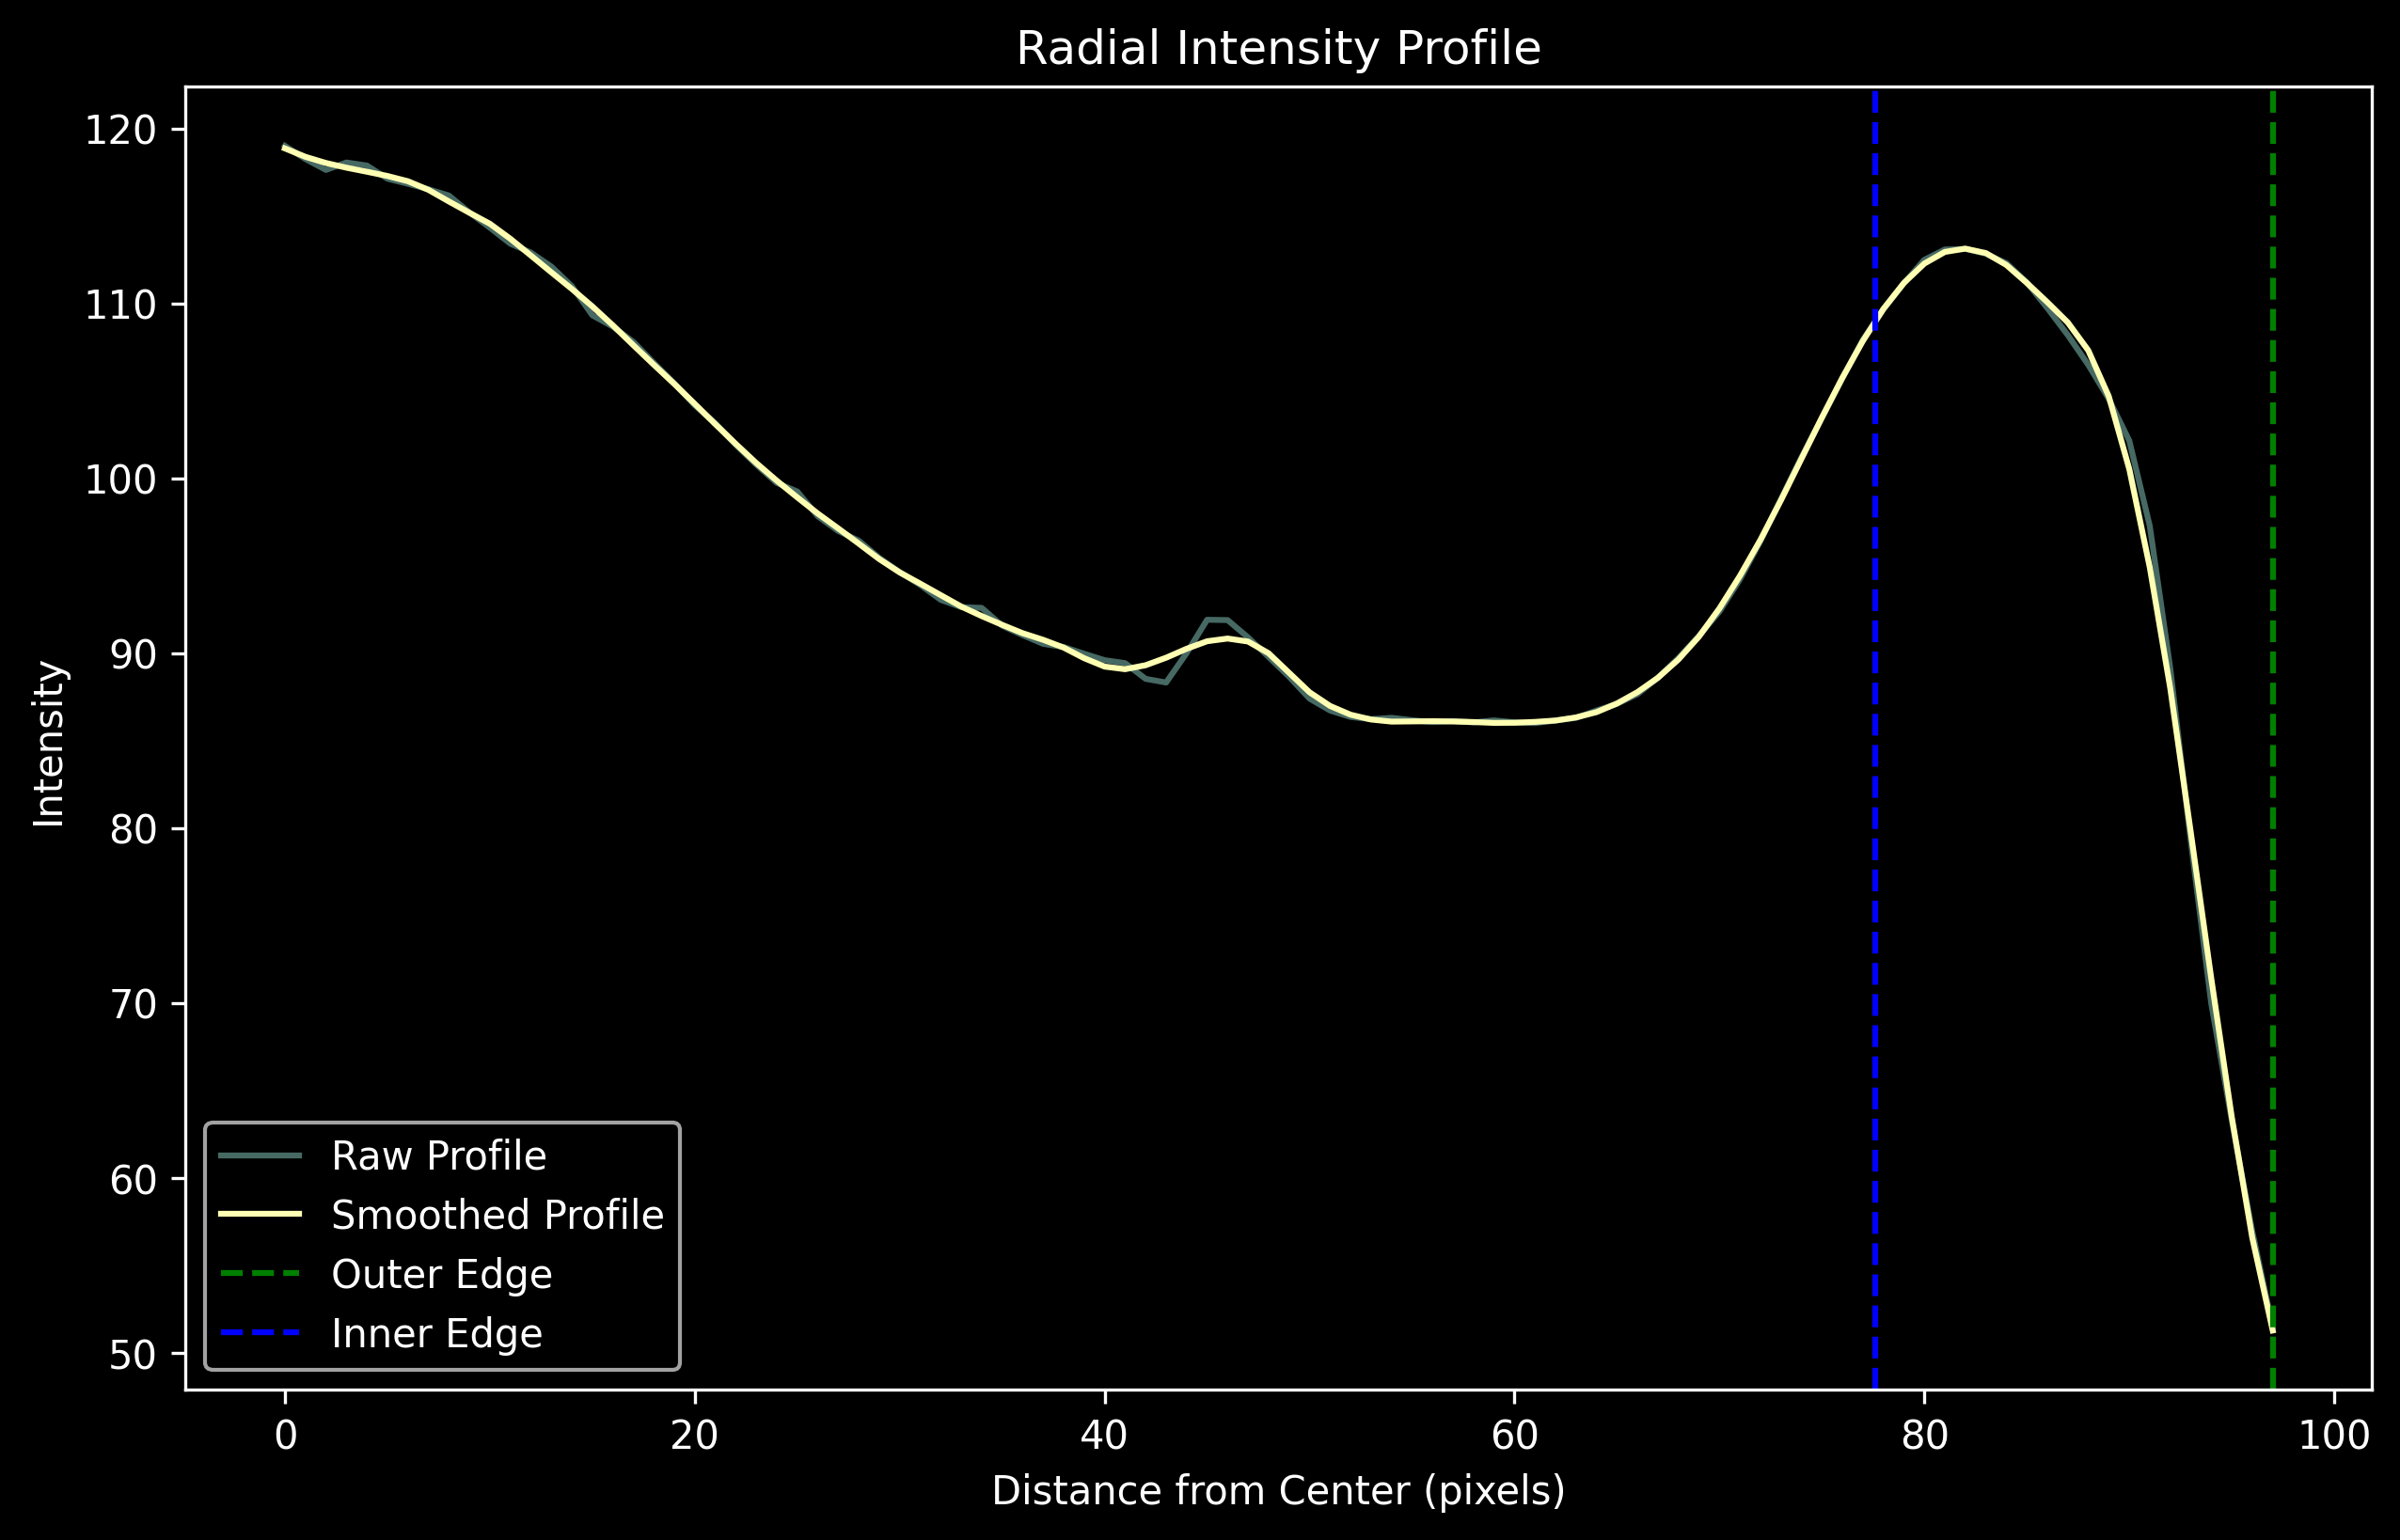 Radial Intensity Profile
120
110
100
90
80
70
60
50
Intensity
Raw Profile
Smoothed Profile
Outer Edge
Inner Edge
0 20 40 60 80 100
Distance from Center (pixels)